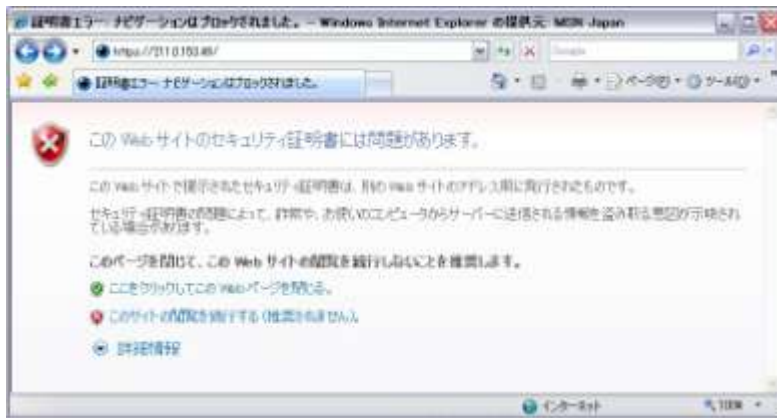 証明書エラー: ナビゲーションはブロックされました。 - Windows Internet Explorer の提供元: MSN Japan
証明書エラー: ナビゲーションはブロックされました。
ページ(P)
ツール(O)
この Web サイトのセキュリティ証明書には問題があります。
この Web サイトで提示されたセキュリティ証明書は、別の Web サイトのアドレス用に発行されたものです。
セキュリティ証明書の問題によって、詐欺や、お使いのコンピュータからサーバーに送信される情報を盗み取る意図が示唆され
ている場合があります。
このページを閉じて、この Web サイトの閲覧を続行しないことを推奨します。
ここをクリックしてこの Web ページを閉じる。
このサイトの閲覧を続行する (推奨されません)。
詳細情報
インターネット
100%